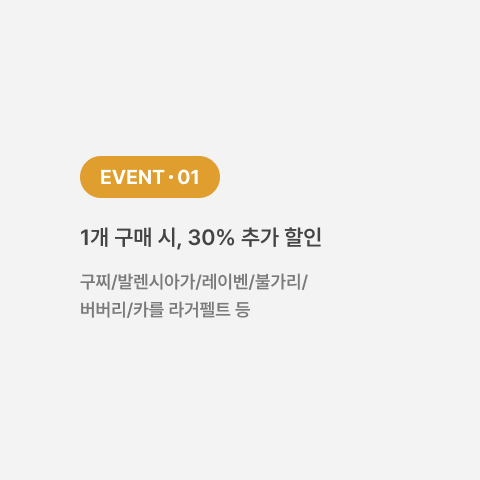 EVENT·01
1개 구매 시, 30% 추가 할인
구찌/발렌시아가/레이벤/불가리/
버버리/카를 라거펠트 등